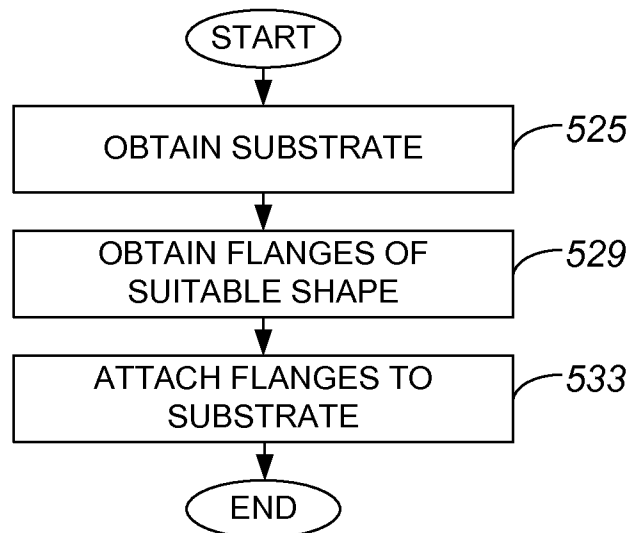 START
OBTAIN SUBSTRATE
525
OBTAIN FLANGES OF
SUITABLE SHAPE
529
ATTACH FLANGES TO
SUBSTRATE
533
END